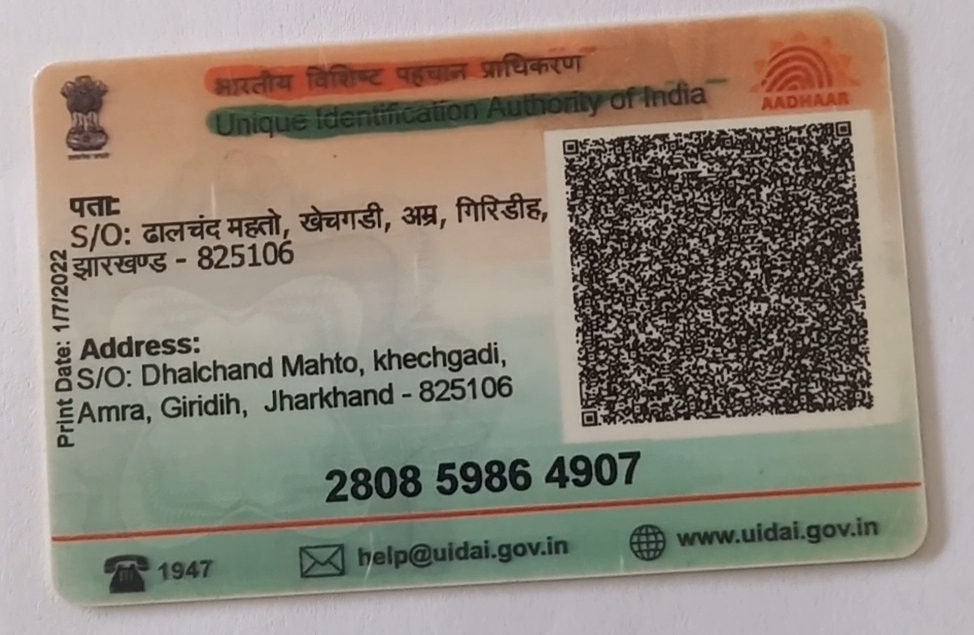 भारतीय विशिष्ट पहचान प्राधिकरण
Unique Identification Authority of India
AADHAAR
पता:
S/O: ढालचंद महतो, खेचगडी, अम्र, गिरिडीह,
झारखण्ड - 825106
Print Date: 1/7/2022
Address:
S/O: Dhalchand Mahto, khechgadi,
Amra, Giridih, Jharkhand - 825106
2808 5986 4907
1947
help@uidai.gov.in
www.uidai.gov.in